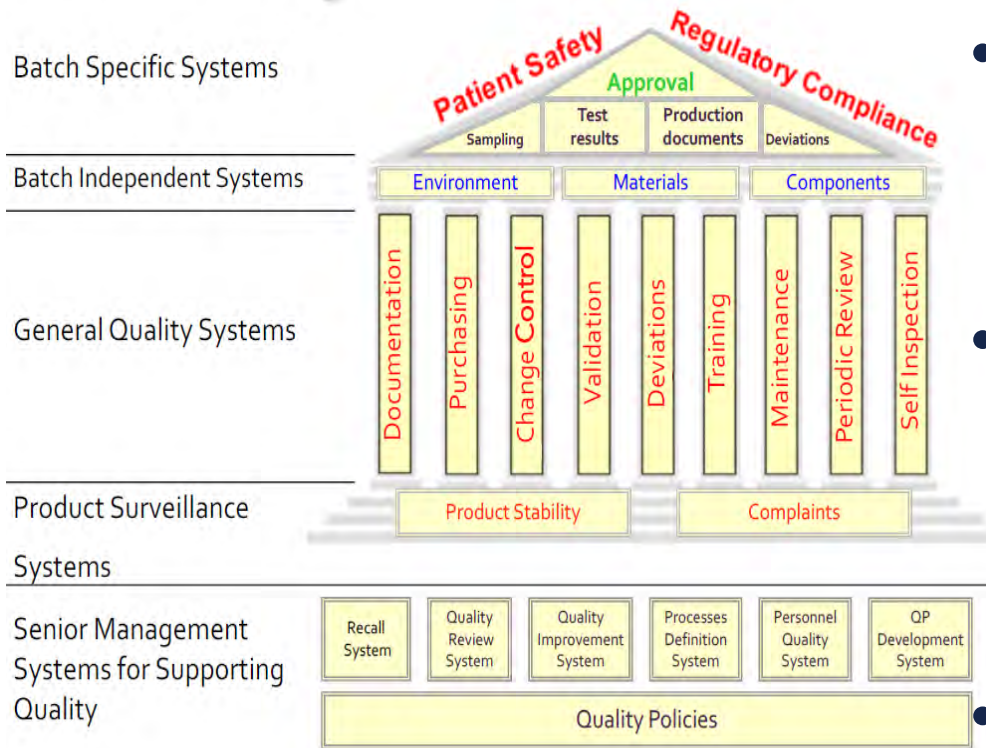 Patient Safety
Regulatory Compliance
Batch Specific Systems
Approval
Sampling
Test
results
Production
documents
Deviations
Batch Independent Systems
Environment
Materials
Components
General Quality Systems
Documentation
Purchasing
Change Control
Validation
Deviations
Training
Maintenance
Periodic Review
Self Inspection
Product Surveillance
Systems
Product Stability
Complaints
Senior Management
Systems for Supporting
Quality
Recall
System
Quality
Review
System
Quality
Improvement
System
Processes
Definition
System
Personnel
Quality
System
QP
Development
System
Quality Policies